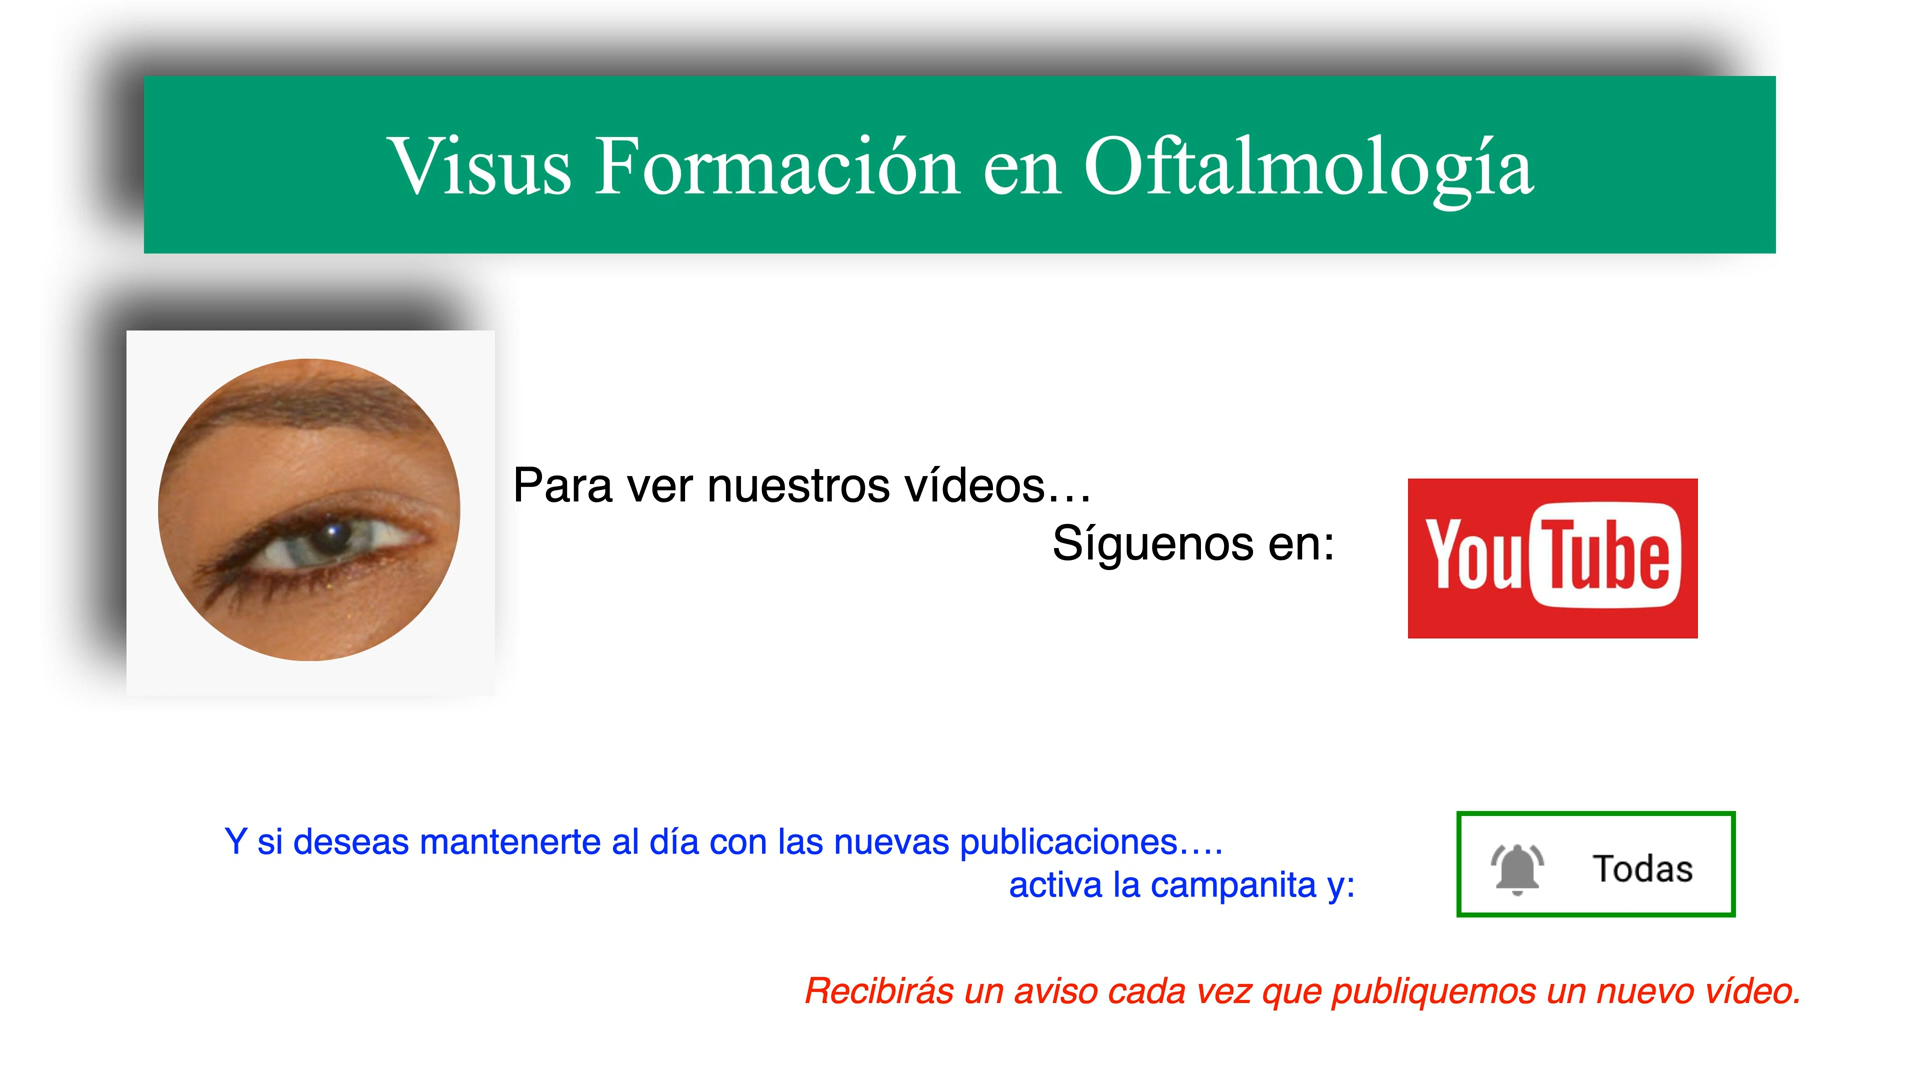 Visus Formación en Oftalmología
Para ver nuestros vídeos…
Síguenos en:
YouTube
Y si deseas mantenerte al día con las nuevas publicaciones….
activa la campanita y:
Todas
Recibirás un aviso cada vez que publiquemos un nuevo vídeo.